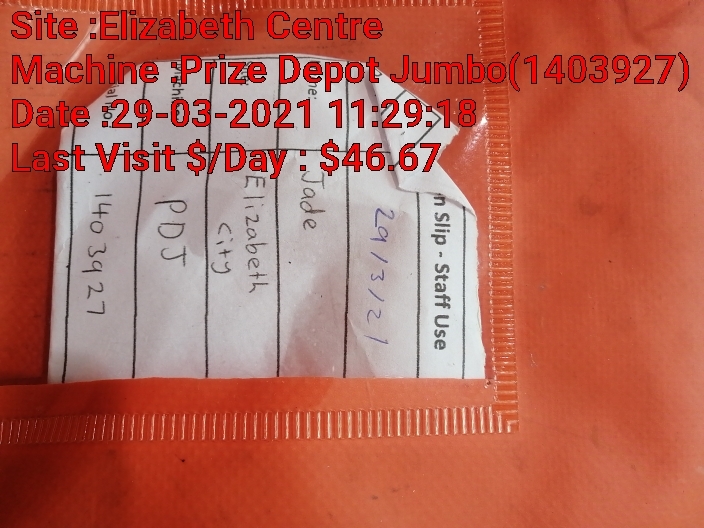 Site :Elizabeth Centre
Machine :Prize Depot Jumbo(1403927)
Date :29-03-2021 11:29:18
Last Visit $/Day : $46.67
n Slip - Staff Use
29/3/21
me:
Jade
Elizabeth
City
PDJ
1403927